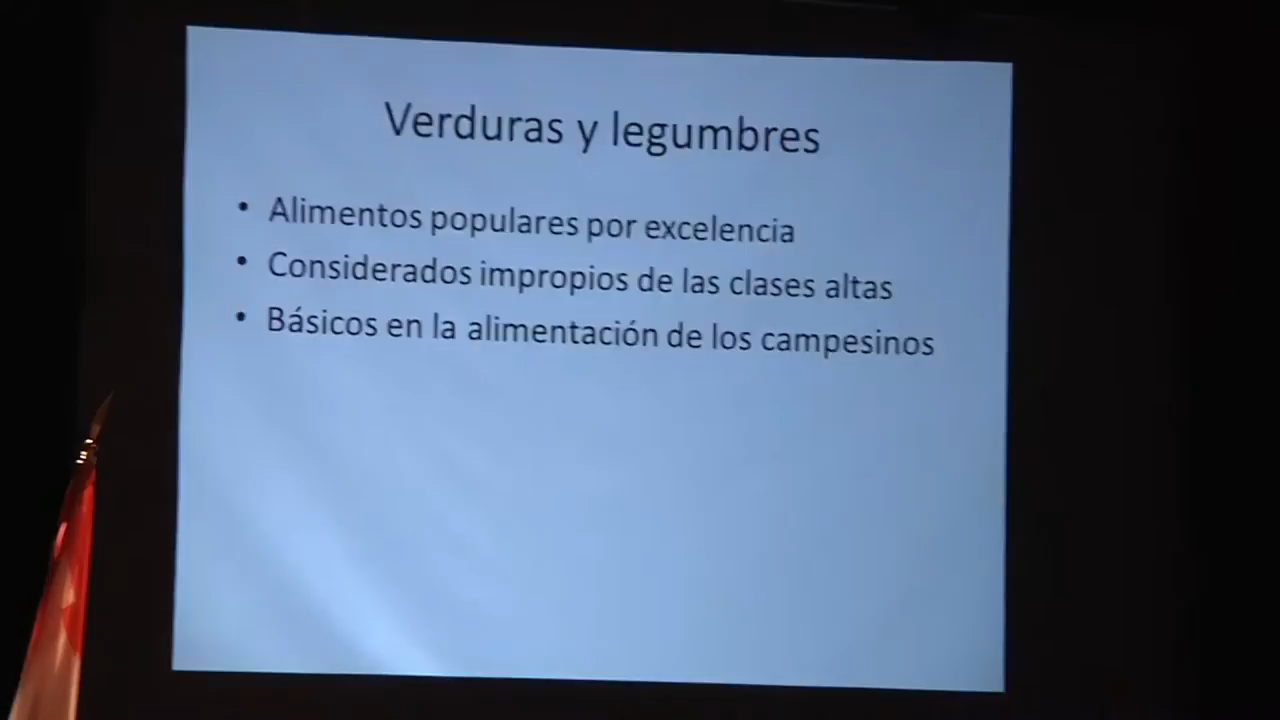 Verduras y legumbres
• Alimentos populares por excelencia
• Considerados impropios de las clases altas
• Básicos en la alimentación de los campesinos